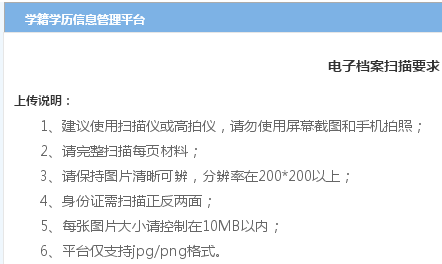 学籍学历信息管理平台
电子档案扫描要求
上传说明：
1、建议使用扫描仪或高拍仪，请勿使用屏幕截图和手机拍照；
2、请完整扫描每页材料；
3、请保持图片清晰可辨，分辨率在200*200以上；
4、身份证需扫描正反两面；
5、每张图片大小请控制在10MB以内；
6、平台仅支持jpg/png格式。